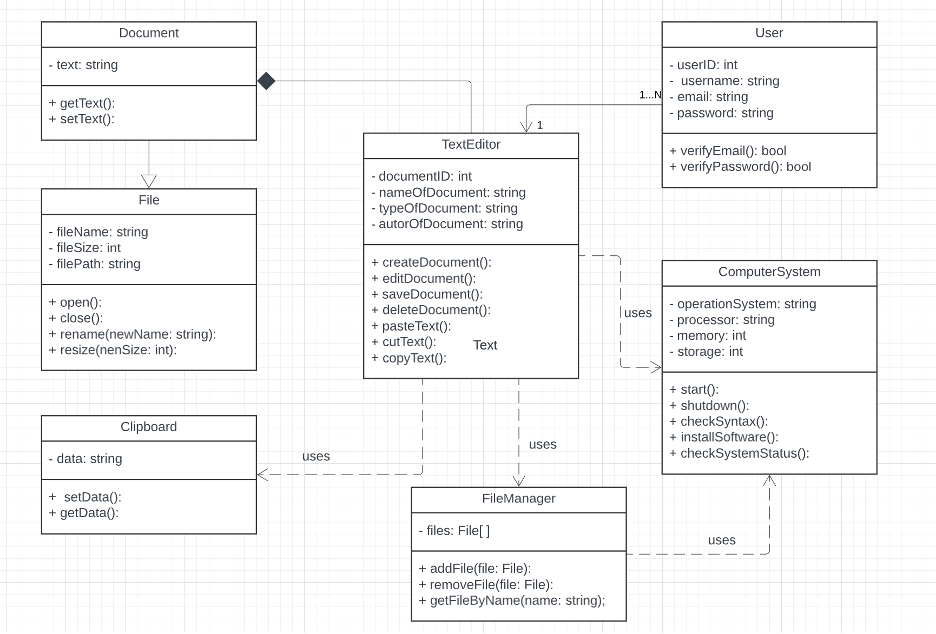 Document
- text: string
+ getText():
+ setText():
User
- userID: int
-  username: string
- email: string
- password: string
+ verifyEmail(): bool
+ verifyPassword(): bool
1...N
1
TextEditor
- documentID: int
- nameOfDocument: string
- typeOfDocument: string
- autorOfDocument: string
+ createDocument():
+ editDocument():
+ saveDocument():
+ deleteDocument():
+ pasteText():
+ cutText():
+ copyText():
Text
File
- fileName: string
- fileSize: int
- filePath: string
+ open():
+ close():
+ rename(newName: string):
+ resize(nenSize: int):
ComputerSystem
- operationSystem: string
- processor: string
- memory: int
- storage: int
+ start():
+ shutdown():
+ checkSyntax():
+ installSoftware():
+ checkSystemStatus():
uses
Clipboard
- data: string
+  setData():
+ getData():
uses
uses
FileManager
- files: File[ ]
+ addFile(file: File):
+ removeFile(file: File):
+ getFileByName(name: string);
uses